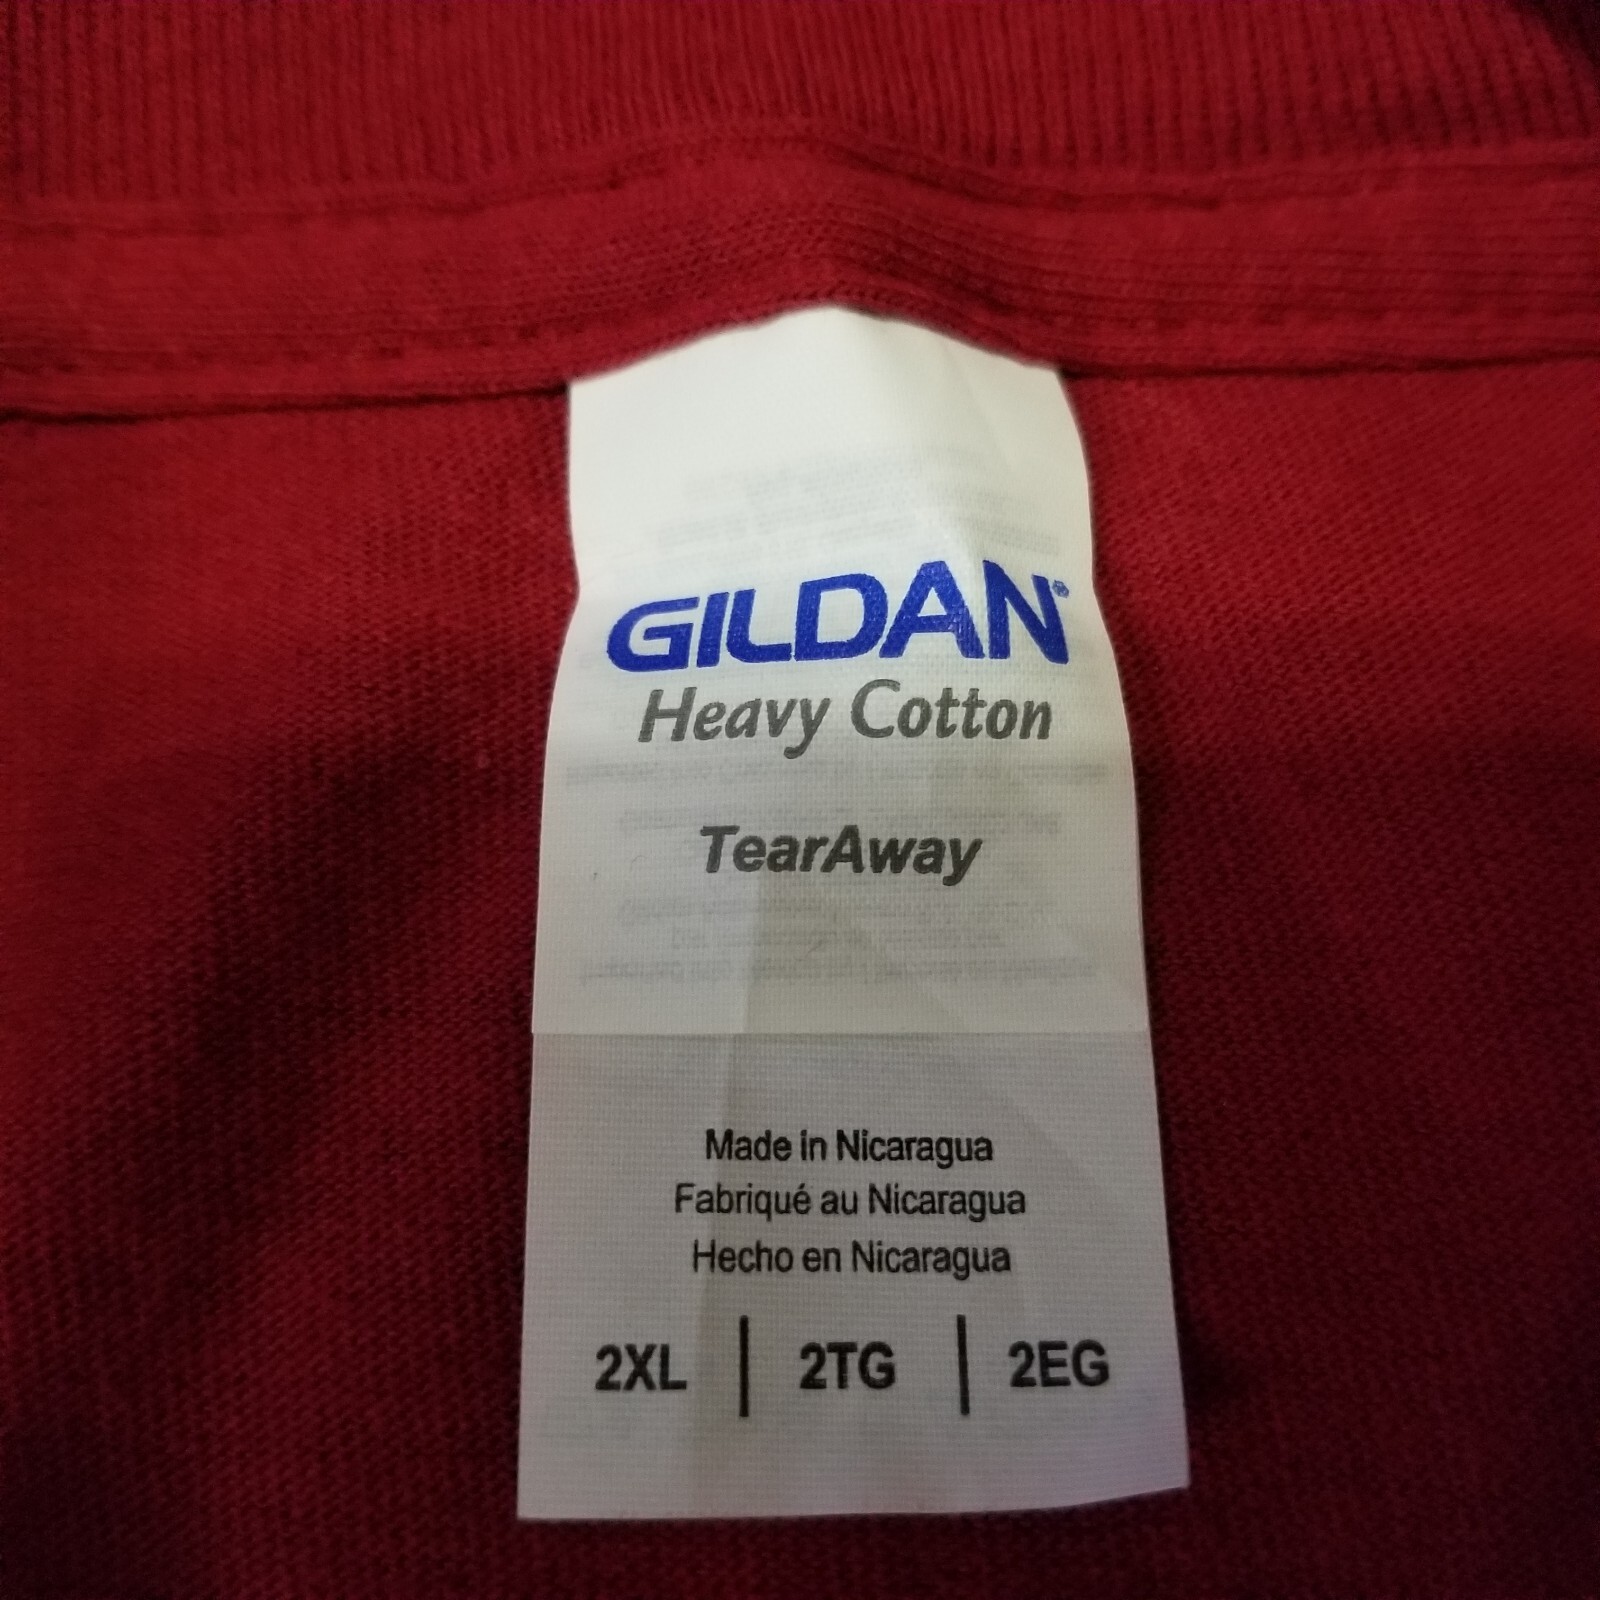 GILDAN®
Heavy Cotton
TearAway
Made in Nicaragua
Fabriqué au Nicaragua
Hecho en Nicaragua
2XL | 2TG | 2EG